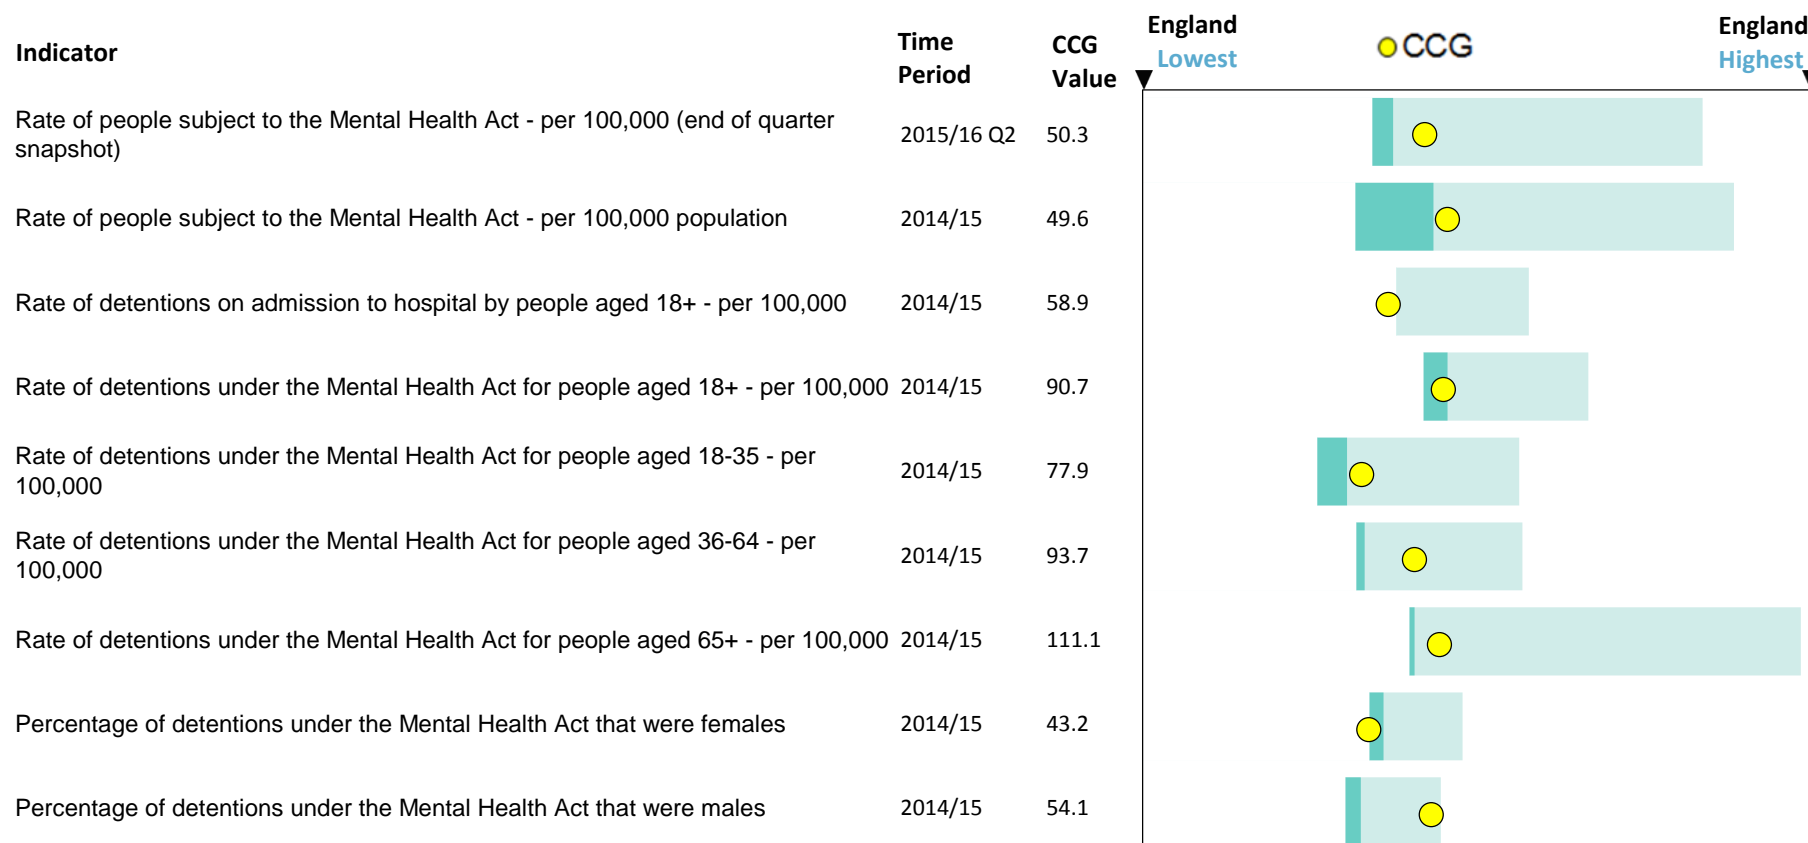 Indicator
Time Period
CCG Value
England Lowest
CCG
England Highest
Rate of people subject to the Mental Health Act - per 100,000 (end of quarter
snapshot)
2015/16 Q2 50.3
Rate of people subject to the Mental Health Act - per 100,000 population 2014/15 49.6
Rate of detentions on admission to hospital by people aged 18+ - per 100,000 2014/15 58.9
Rate of detentions under the Mental Health Act for people aged 18+ - per 100,000 2014/15 90.7
Rate of detentions under the Mental Health Act for people aged 18-35 - per
100,000
2014/15 77.9
Rate of detentions under the Mental Health Act for people aged 36-64 - per
100,000
2014/15 93.7
Rate of detentions under the Mental Health Act for people aged 65+ - per 100,000 2014/15 111.1
Percentage of detentions under the Mental Health Act that were females 2014/15 43.2
Percentage of detentions under the Mental Health Act that were males 2014/15 54.1